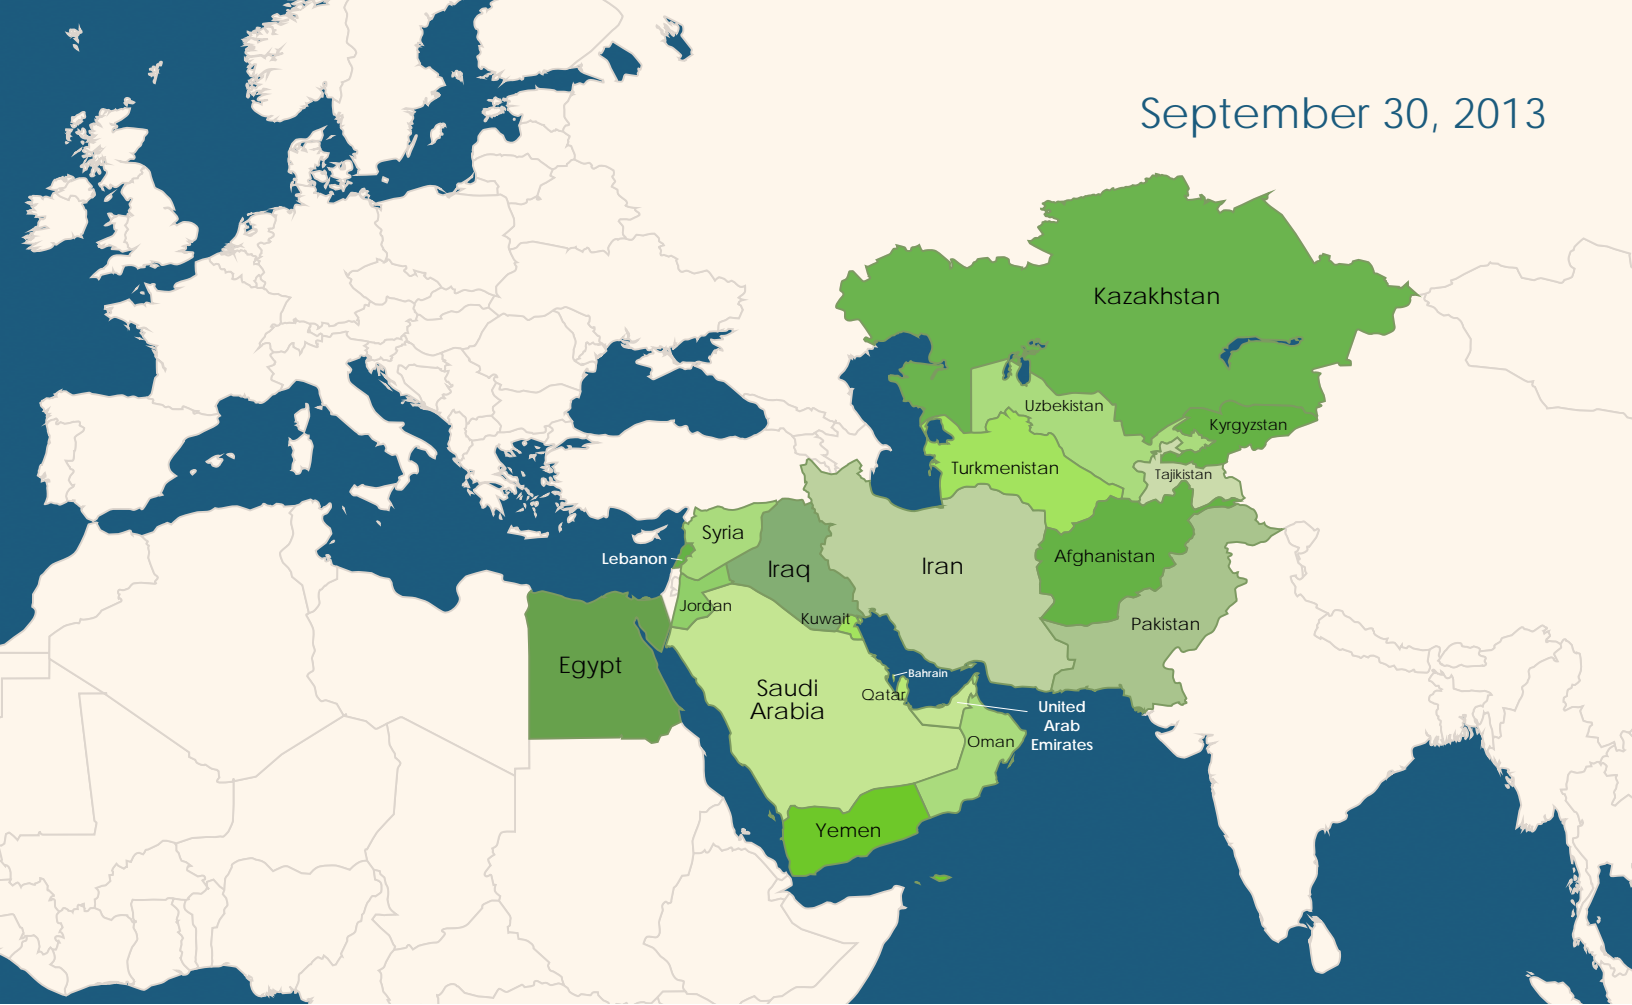 September 30, 2013
Kazakhstan
Uzbekistan
Kyrgyzstan
Turkmenistan
Tajikistan
Syria
Lebanon
Iraq
Iran
Afghanistan
Jordan
Kuwait
Pakistan
Egypt
Bahrain
Saudi
Arabia
Qatar
United
Arab
Emirates
Oman
Yemen